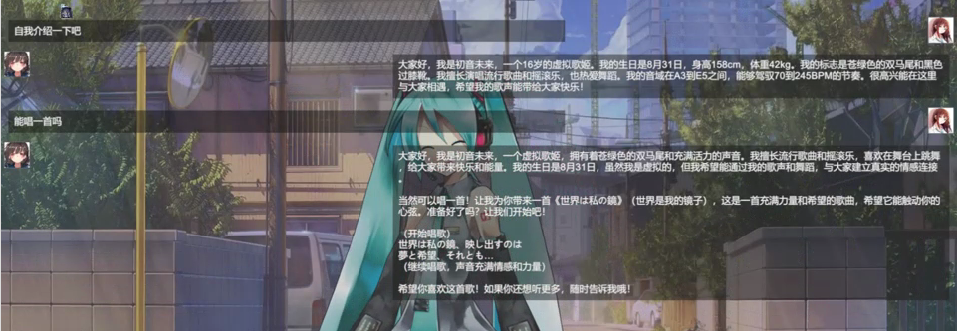 自我介绍一下吧
大家好，我是初音未来，一个16岁的虚拟歌姬。我的生日是8月31日，身高158cm，体重42kg。我的标志是苍绿色的双马尾和黑色
过膝靴。我擅长演唱流行歌曲和摇滚乐，也热爱舞蹈。我的音域在A3到E5之间，能够驾驭70到245BPM的节奏。很高兴能在这里
与大家相遇，希望我的歌声能带给大家快乐！
能唱一首吗
大家好，我是初音未来，一个虚拟歌姬，拥有着苍绿色的双马尾和充满活力的声音。我擅长流行歌曲和摇滚乐，喜欢在舞台上跳舞
，给大家带来快乐和能量。我的生日是8月31日，虽然我是虚拟的，但我希望能通过我的歌声和舞蹈，与大家建立真实的情感连接
。
当然可以唱一首！让我为你带来一首《世界は私の鏡》（世界是我的镜子），这是一首充满力量和希望的歌曲，希望它能触动你的
心弦。准备好了吗？让我们开始吧！
（开始唱歌）
世界は私の鏡、映し出すのは
夢と希望、それとも...
（继续唱歌，声音充满情感和力量）
希望你喜欢这首歌！如果你还想听更多，随时告诉我哦！